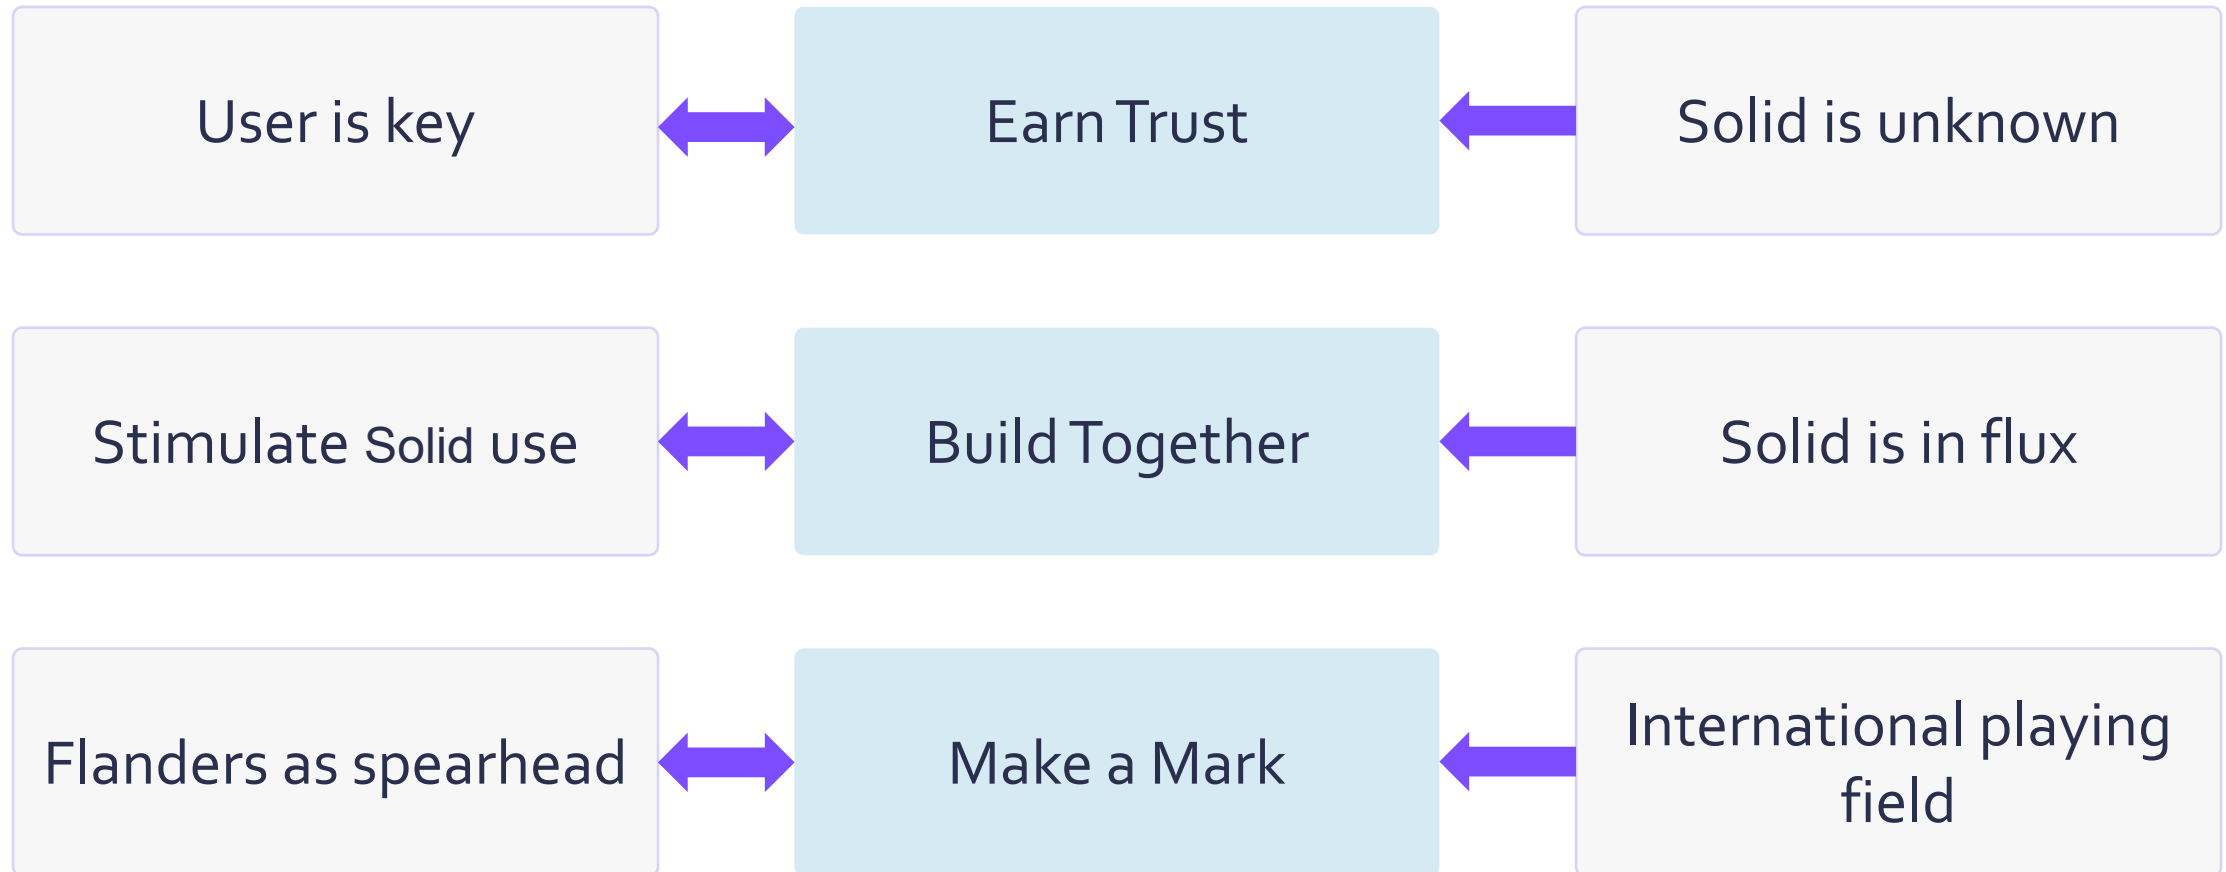 User is key
Earn Trust
Solid is unknown
Stimulate Solid use
Build Together
Solid is in flux
Flanders as spearhead
Make a Mark
International playing
field